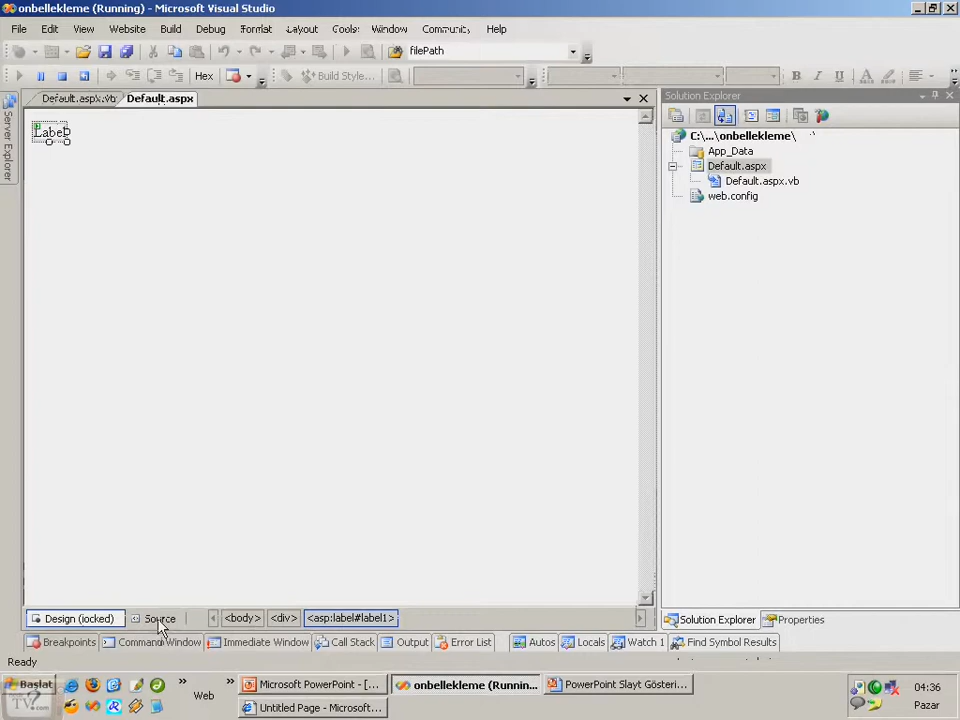 onbellekleme (Running) - Microsoft Visual Studio
File Edit View Website Build Debug Format Layout Tools Window Community Help
filePath
Hex Build Style... B I U A
Default.aspx.vb Default.aspx
Label
Server Explorer
Solution Explorer
C:\...\onbellekleme\
App_Data
Default.aspx
Default.aspx.vb
web.config
Design (locked) Source <body> <div> <asp:label#label1>
Solution Explorer Properties
Breakpoints Command Window Immediate Window Call Stack Output Error List Autos Locals Watch 1 Find Symbol Results
Ready
Başlat
TV?
Web
Microsoft PowerPoint - [...
onbellekleme (Runnin...
PowerPoint Slayt Gösteri...
Untitled Page - Microsoft...
04:36
Pazar